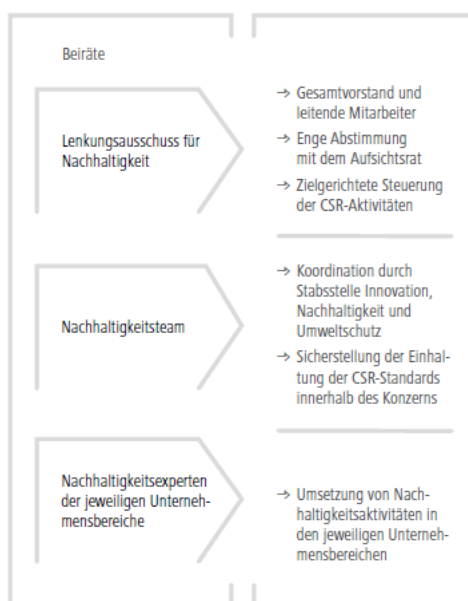 Beiräte
Lenkungsausschuss für
Nachhaltigkeit
→ Gesamtvorstand und
leitende Mitarbeiter
→ Enge Abstimmung
mit dem Aufsichtsrat
→ Zielgerichtete Steuerung
der CSR-Aktivitäten
Nachhaltigkeitsteam
→ Koordination durch
Stabsstelle Innovation,
Nachhaltigkeit und
Umweltschutz
→ Sicherstellung der Einhal-
tung der CSR-Standards
innerhalb des Konzerns
Nachhaltigkeitsexperten
der jeweiligen Unterneh-
mensbereiche
→ Umsetzung von Nach-
haltigkeitsaktivitäten in
den jeweiligen Unterneh-
mensbereichen